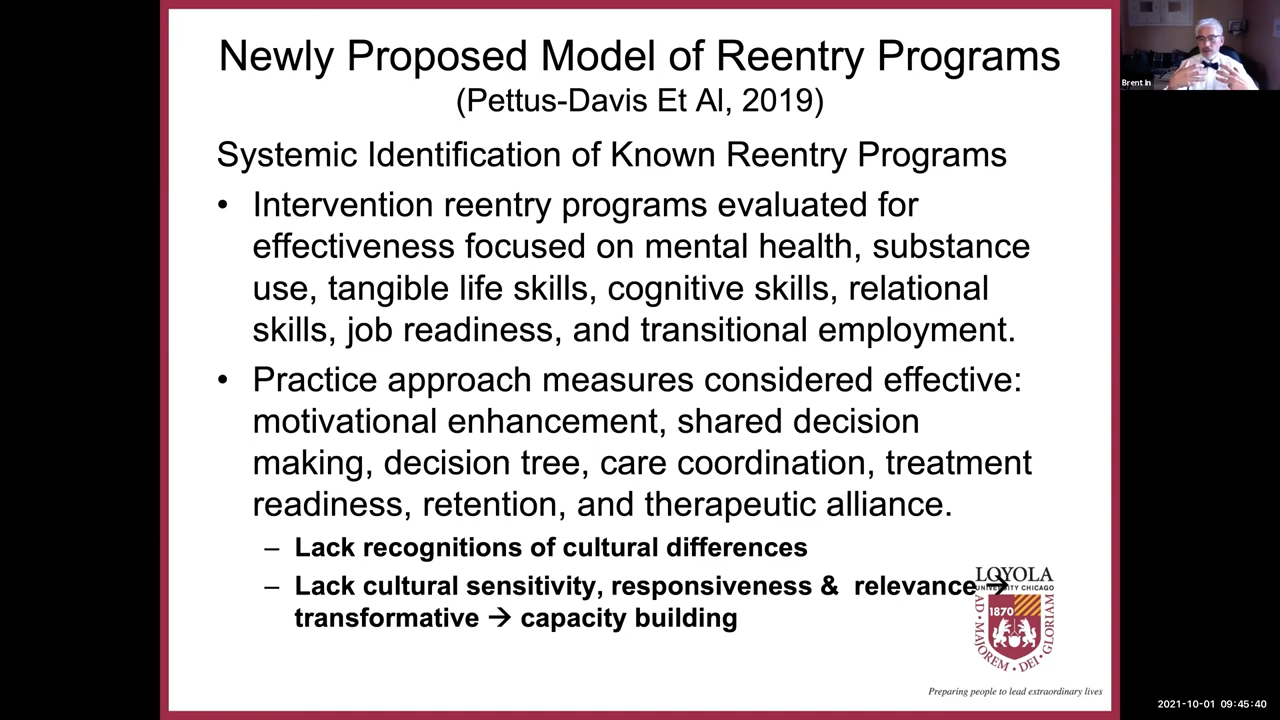 Newly Proposed Model of Reentry Programs
(Pettus-Davis Et Al, 2019)
Systemic Identification of Known Reentry Programs
• Intervention reentry programs evaluated for
effectiveness focused on mental health, substance
use, tangible life skills, cognitive skills, relational
skills, job readiness, and transitional employment.
• Practice approach measures considered effective:
motivational enhancement, shared decision
making, decision tree, care coordination, treatment
readiness, retention, and therapeutic alliance.
– Lack recognitions of cultural differences
– Lack cultural sensitivity, responsiveness & relevance →
transformative → capacity building
LOYOLA
UNIVERSITY CHICAGO
1870
AD • MAJOREM • DEI • GLORIAM
Preparing people to lead extraordinary lives
Brent In
2021-10-01 09:45:40